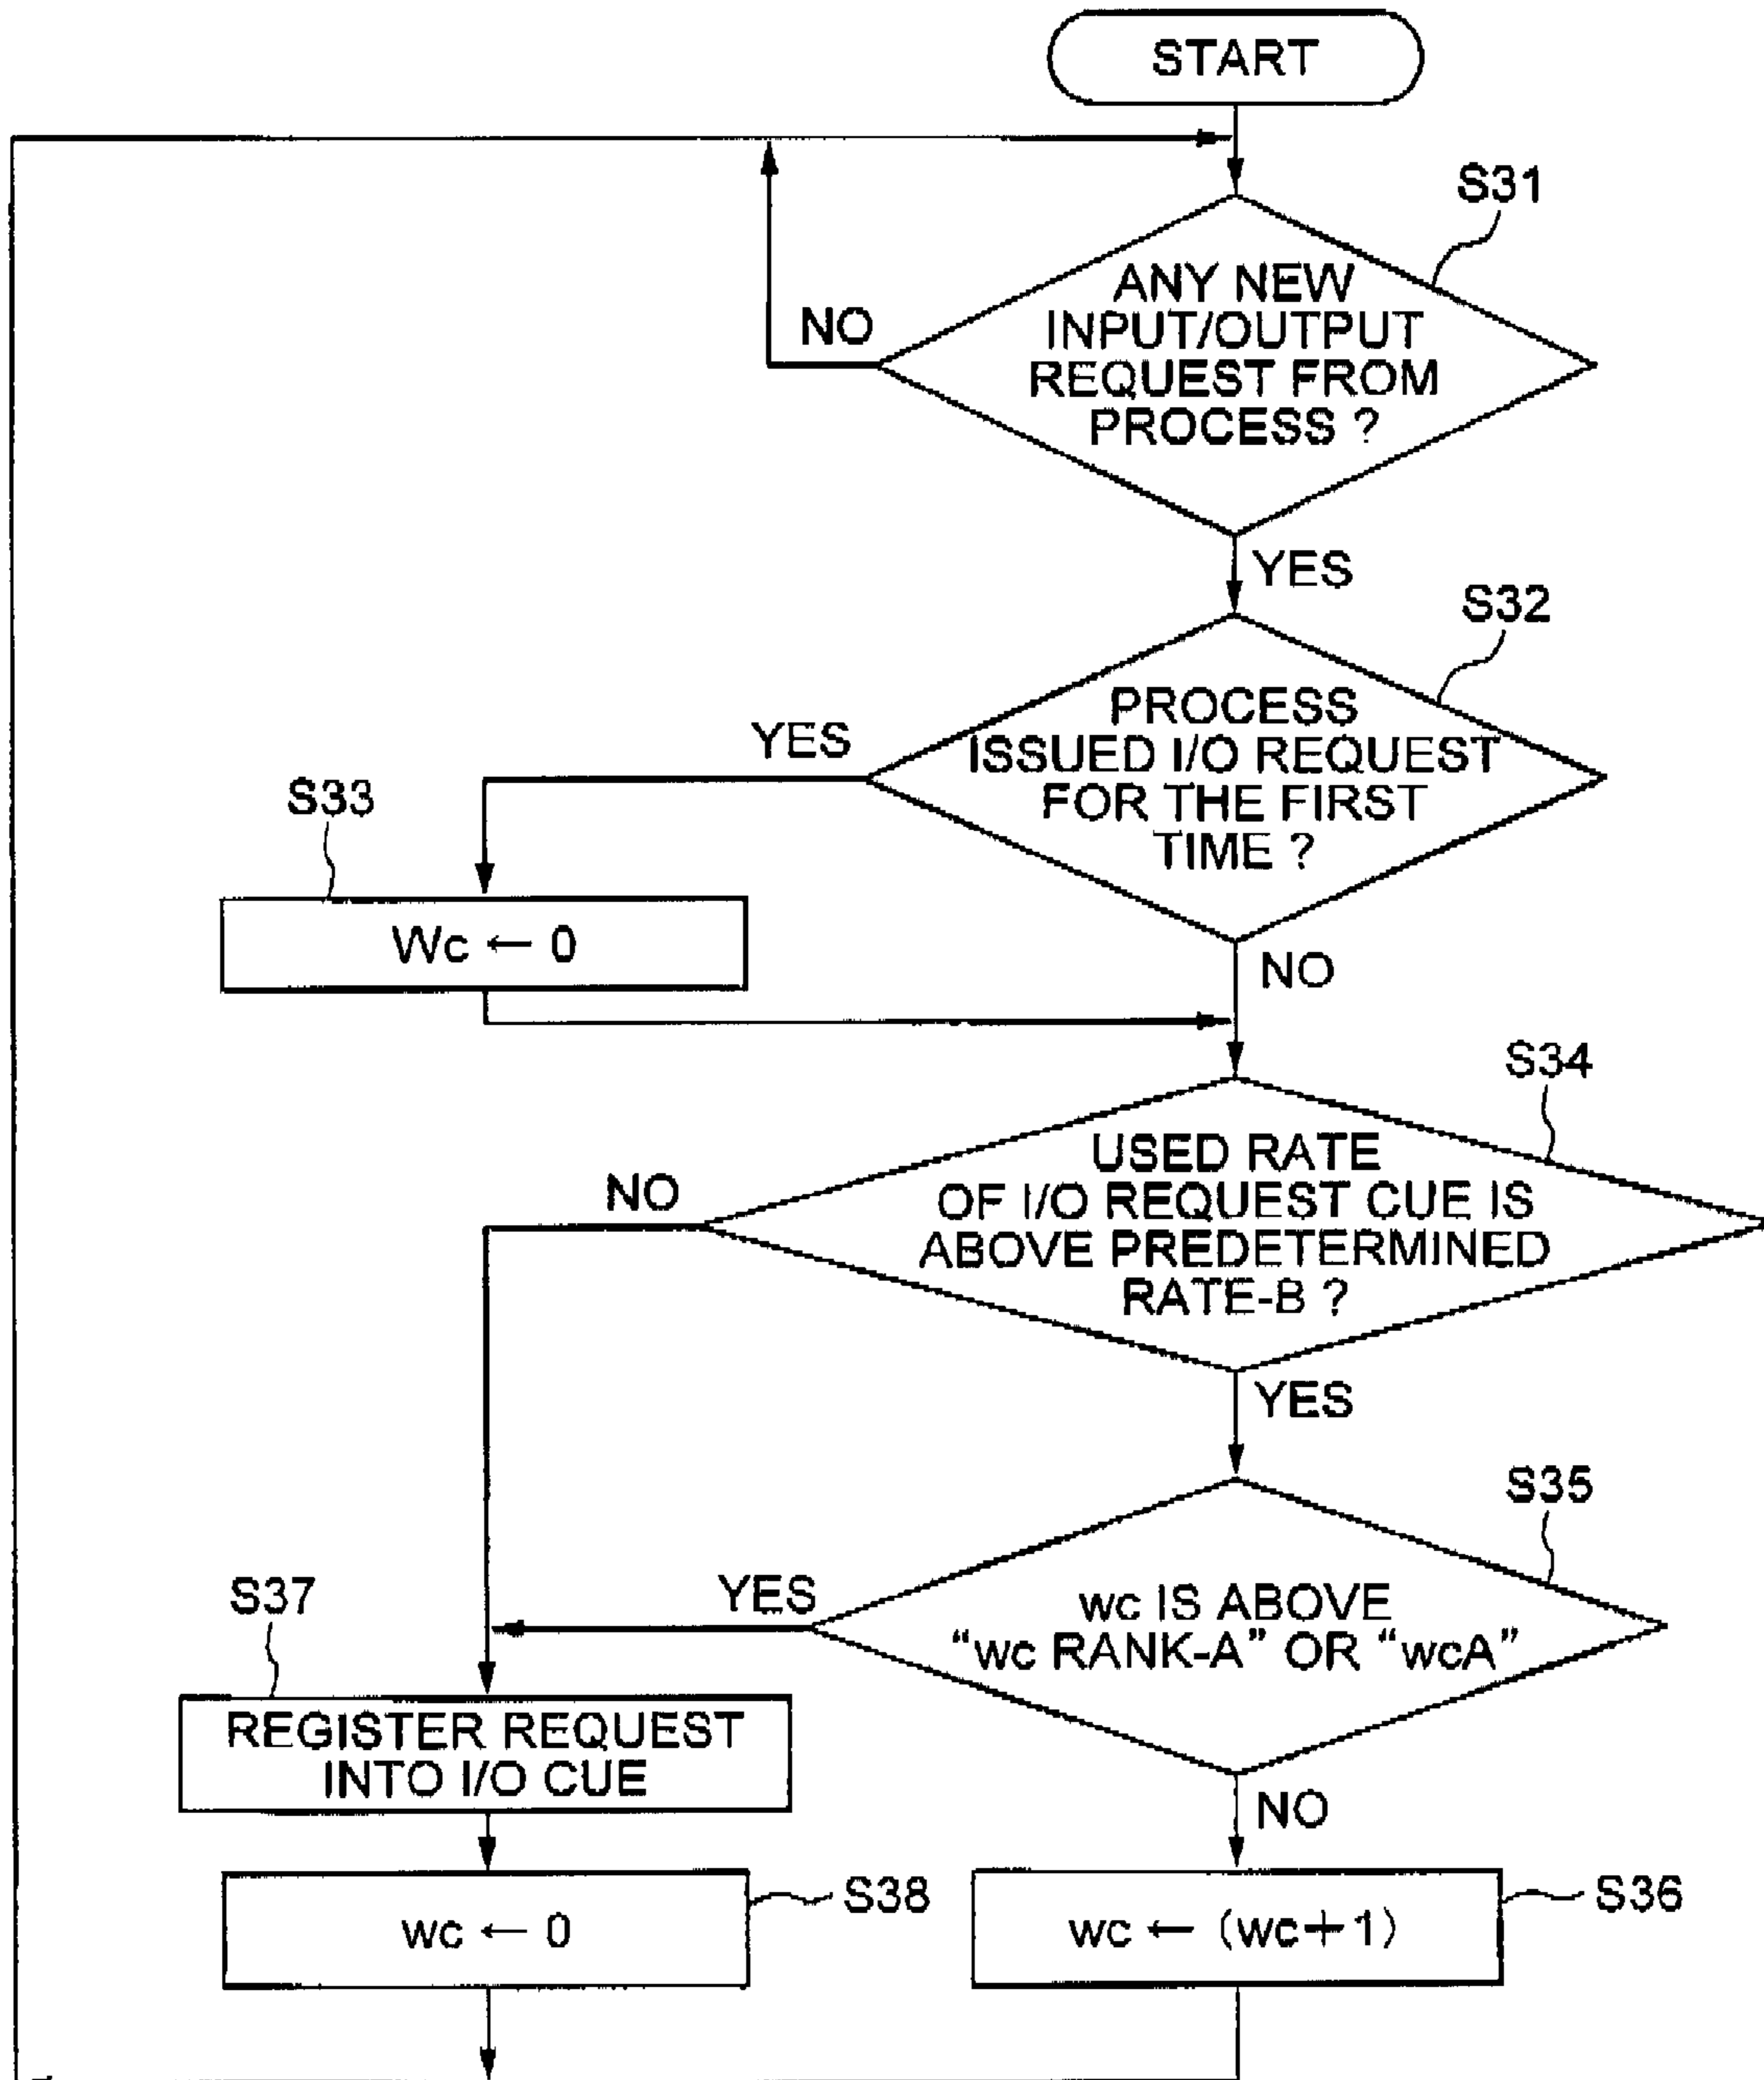 START
S31
ANY NEW
INPUT/OUTPUT
REQUEST FROM
PROCESS ?
NO
YES
S32
PROCESS
ISSUED I/O REQUEST
FOR THE FIRST
TIME ?
YES
S33
Wc ← 0
NO
S34
USED RATE
OF I/O REQUEST CUE IS
ABOVE PREDETERMINED
RATE-B ?
NO
YES
S35
wc IS ABOVE
“wc RANK-A” OR “wcA”
YES
S37
REGISTER REQUEST
INTO I/O CUE
NO
wc ← 0
S38
wc ← (wc+1)
S36